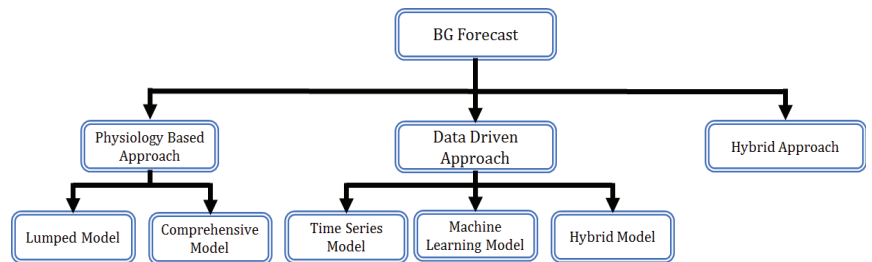 BG Forecast
Physiology Based
Approach
Data Driven
Approach
Hybrid Approach
Lumped Model
Comprehensive
Model
Time Series
Model
Machine
Learning Model
Hybrid Model